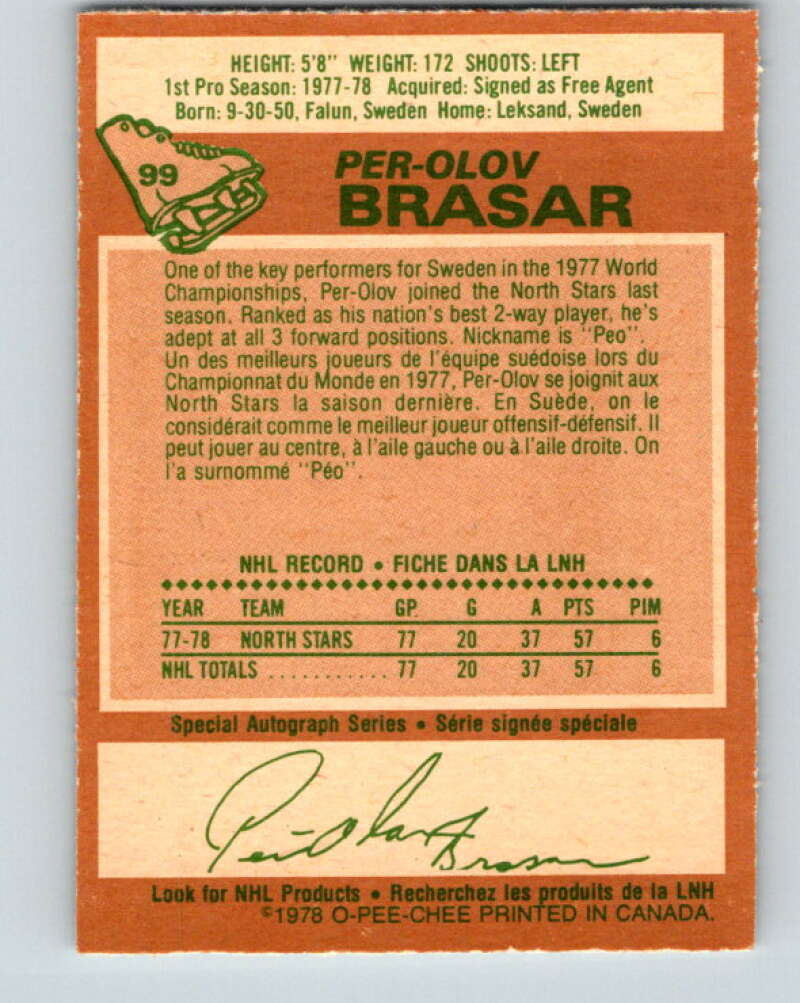 HEIGHT: 5'8" WEIGHT: 172 SHOOTS: LEFT
1st Pro Season: 1977-78 Acquired: Signed as Free Agent
Born: 9-30-50, Falun, Sweden Home: Leksand, Sweden
99
PER-OLOV
BRASAR
One of the key performers for Sweden in the 1977 World
Championships, Per-Olov joined the North Stars last
season. Ranked as his nation's best 2-way player, he's
adept at all 3 forward positions. Nickname is "Peo".
Un des meilleurs joueurs de l'équipe suédoise lors du
Championnat du Monde en 1977, Per-Olov se joignit aux
North Stars la saison dernière. En Suède, on le
considérait comme le meilleur joueur offensif-défensif. Il
peut jouer au centre, à l'aile gauche ou à l'aile droite. On
l'a surnommé "Péo".
NHL RECORD • FICHE DANS LA LNH
YEAR TEAM GP. G A PTS PIM
77-78 NORTH STARS 77 20 37 57 6
NHL TOTALS ........... 77 20 37 57 6
Special Autograph Series • Série signée spéciale
Per-Olov Brasar
Look for NHL Products • Recherchez les produits de la LNH
©1978 O-PEE-CHEE PRINTED IN CANADA.